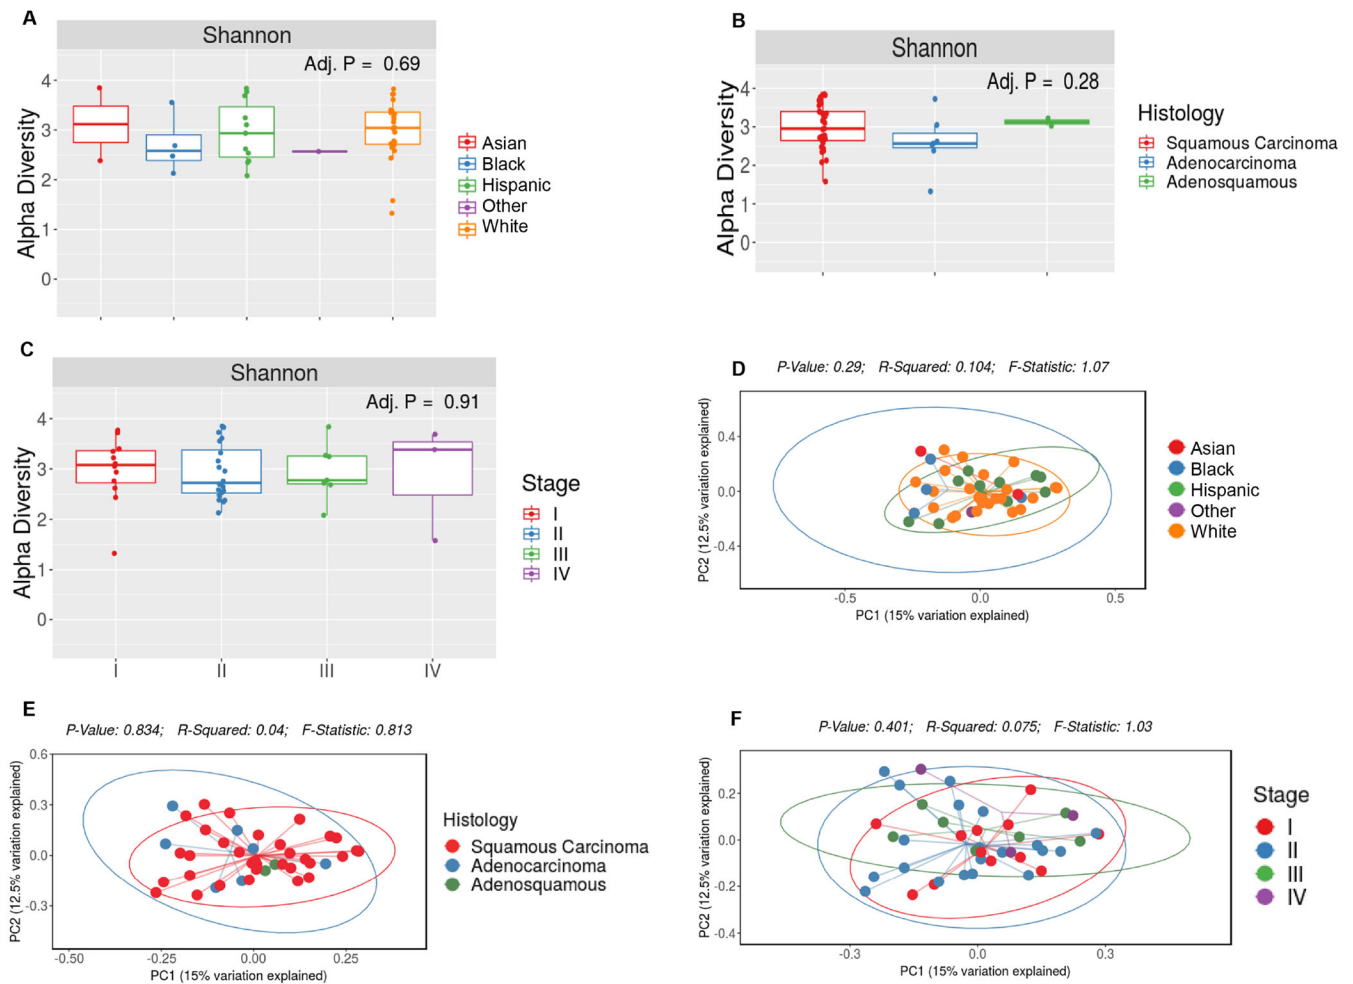 A
Shannon
Adj. P = 0.69
Alpha Diversity
4
3
2
1
0
Asian
Black
Hispanic
Other
White
B
Shannon
Adj. P = 0.28
Alpha Diversity
4
3
2
1
0
Histology
Squamous Carcinoma
Adenocarcinoma
Adenosquamous
C
Shannon
Adj. P = 0.91
Alpha Diversity
4
3
2
1
0
I II III IV
Stage
I
II
III
IV
D
P-Value: 0.29; R-Squared: 0.104; F-Statistic: 1.07
PC2 (12.5% variation explained)
0.4
0.0
-0.4
-0.5 0.0 0.5
PC1 (15% variation explained)
Asian
Black
Hispanic
Other
White
E
P-Value: 0.834; R-Squared: 0.04; F-Statistic: 0.813
PC2 (12.5% variation explained)
0.6
0.3
0.0
-0.3
-0.50 -0.25 0.00 0.25
PC1 (15% variation explained)
Histology
Squamous Carcinoma
Adenocarcinoma
Adenosquamous
F
P-Value: 0.401; R-Squared: 0.075; F-Statistic: 1.03
PC2 (12.5% variation explained)
0.2
0.0
-0.2
-0.4
-0.3 0.0 0.3
PC1 (15% variation explained)
Stage
I
II
III
IV